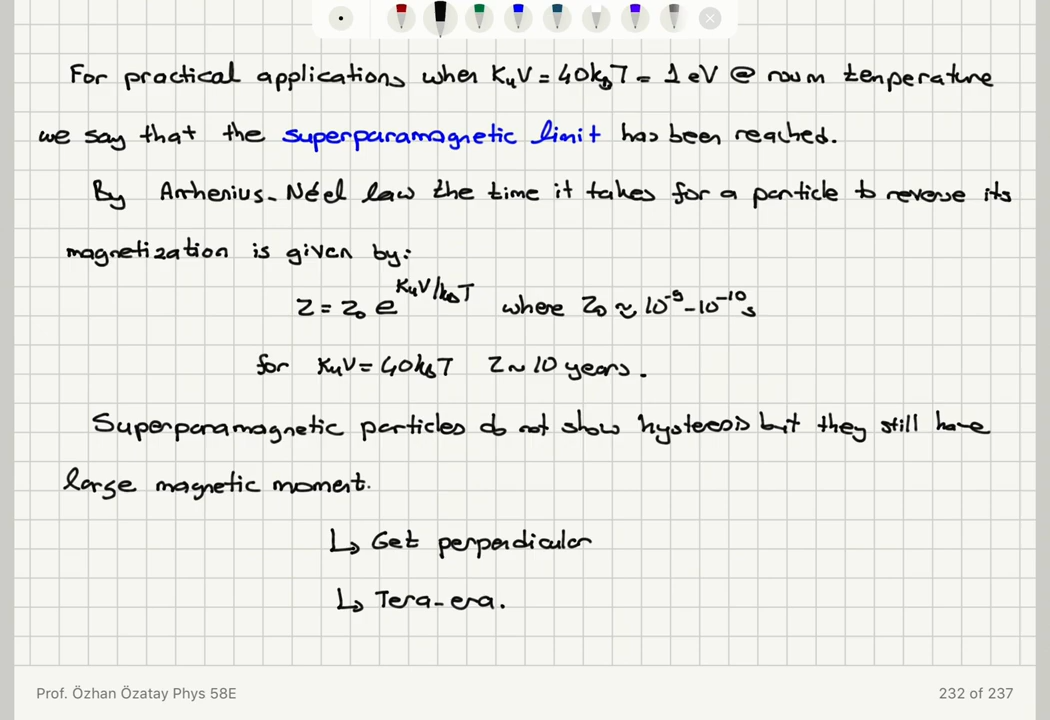 For practical applications when KuV = 40kBT = 1 eV @ room temperature
we say that the superparamagnetic limit has been reached.
By Arrhenius-Néel law the time it takes for a particle to reverse its
magnetization is given by:
τ = τ₀ e^(KuV/kBT) where τ₀ ≈ 10⁻⁹ - 10⁻¹⁰ s
for KuV = 40kBT τ ~ 10 years.
Superparamagnetic particles do not show hysteresis but they still have
large magnetic moment.
↳ Get perpendicular
↳ Tera-era.
Prof. Özhan Özatay Phys 58E
232 of 237